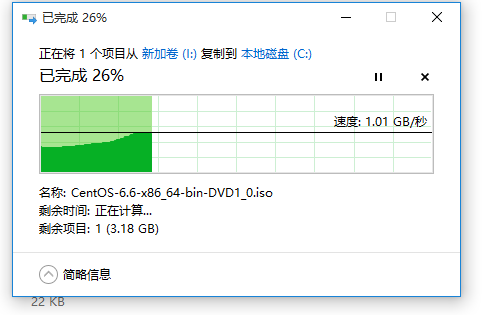 已完成 26%
正在将 1 个项目从 新加卷 (I:) 复制到 本地磁盘 (C:)
已完成 26%
速度: 1.01 GB/秒
名称: CentOS-6.6-x86_64-bin-DVD1_0.iso
剩余时间: 正在计算...
剩余项目: 1 (3.18 GB)
简略信息
22 KB